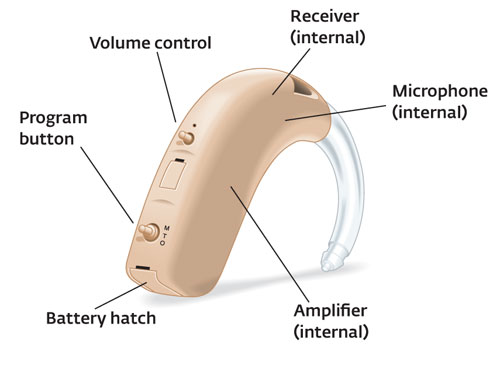 Receiver
(internal)
Volume control
Microphone
(internal)
Program
button
M
T
O
Battery hatch
Amplifier
(internal)